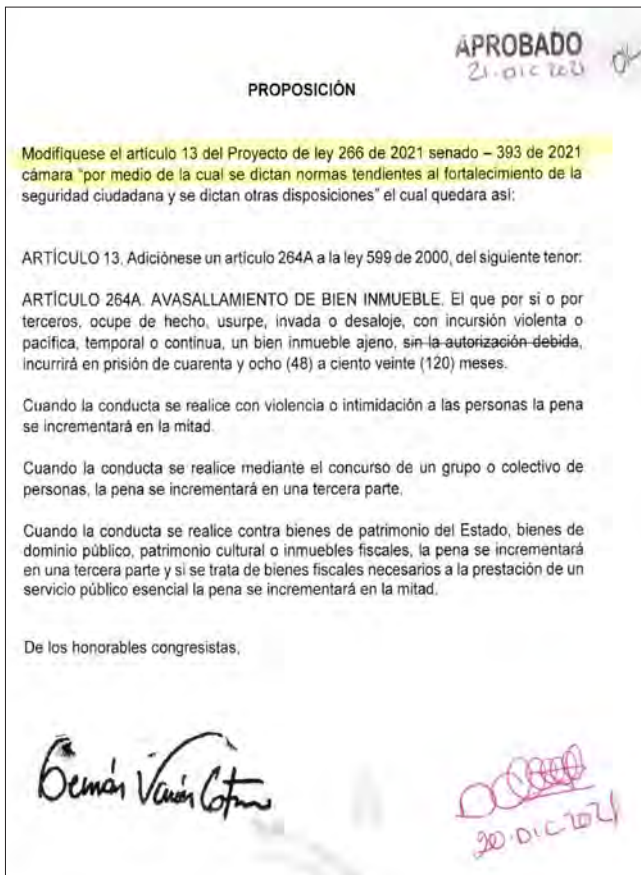 APROBADO
21. DIC 2021
PROPOSICIÓN
Modifíquese el artículo 13 del Proyecto de ley 266 de 2021 senado – 393 de 2021
cámara "por medio de la cual se dictan normas tendientes al fortalecimiento de la
seguridad ciudadana y se dictan otras disposiciones" el cual quedara así:
ARTÍCULO 13. Adiciónese un artículo 264A a la ley 599 de 2000, del siguiente tenor:
ARTÍCULO 264A. AVASALLAMIENTO DE BIEN INMUEBLE. El que por si o por
terceros, ocupe de hecho, usurpe, invada o desaloje, con incursión violenta o
pacifica, temporal o continua, un bien inmueble ajeno, sin la autorización debida,
incurrirá en prisión de cuarenta y ocho (48) a ciento veinte (120) meses.
Cuando la conducta se realice con violencia o intimidación a las personas la pena
se incrementará en la mitad.
Cuando la conducta se realice mediante el concurso de un grupo o colectivo de
personas, la pena se incrementará en una tercera parte.
Cuando la conducta se realice contra bienes de patrimonio del Estado, bienes de
dominio público, patrimonio cultural o inmuebles fiscales, la pena se incrementará
en una tercera parte y si se trata de bienes fiscales necesarios a la prestación de un
servicio público esencial la pena se incrementará en la mitad.
De los honorables congresistas,
Germán Varón Cotrino
20. DIC 2021